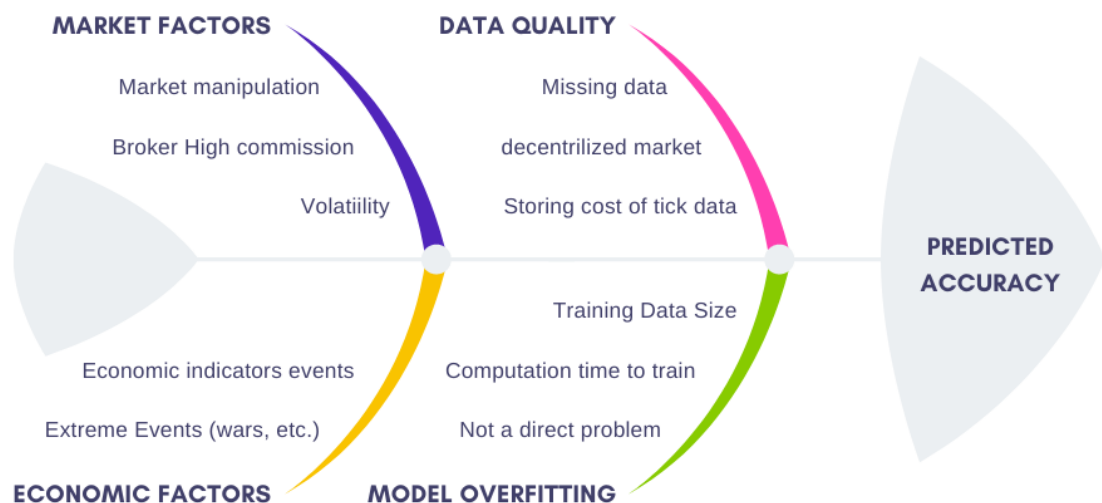 MARKET FACTORS
Market manipulation
Broker High commission
Volatiility
DATA QUALITY
Missing data
decentrilized market
Storing cost of tick data
Economic indicators events
Extreme Events (wars, etc.)
ECONOMIC FACTORS
Training Data Size
Computation time to train
Not a direct problem
MODEL OVERFITTING
PREDICTED
ACCURACY